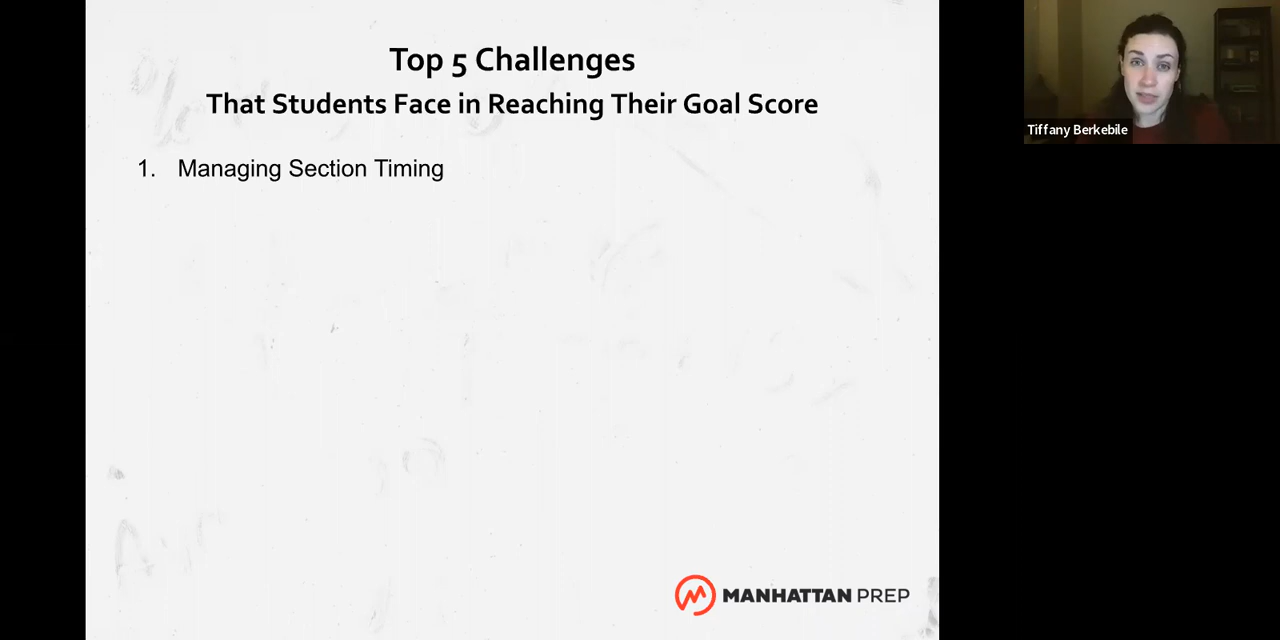 Top 5 Challenges
That Students Face in Reaching Their Goal Score
1. Managing Section Timing
Tiffany Berkebile
MANHATTAN PREP